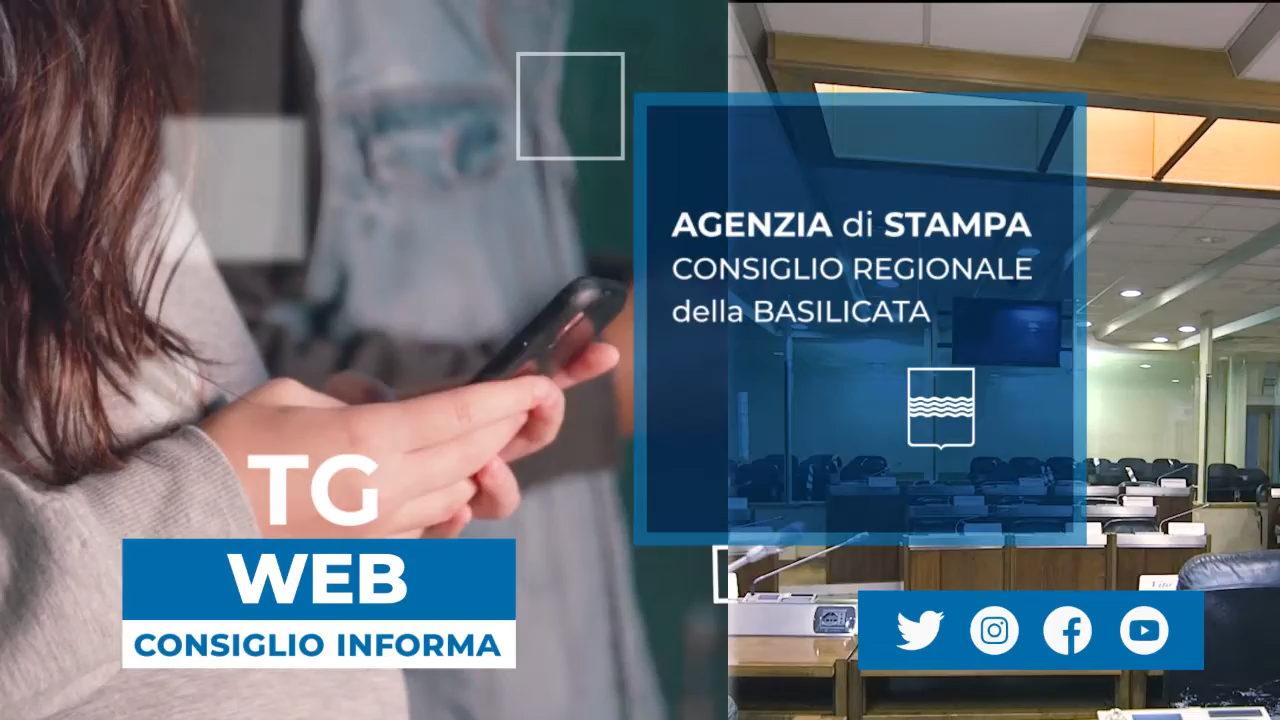 AGENZIA di STAMPA
CONSIGLIO REGIONALE
della BASILICATA
TG
WEB
CONSIGLIO INFORMA